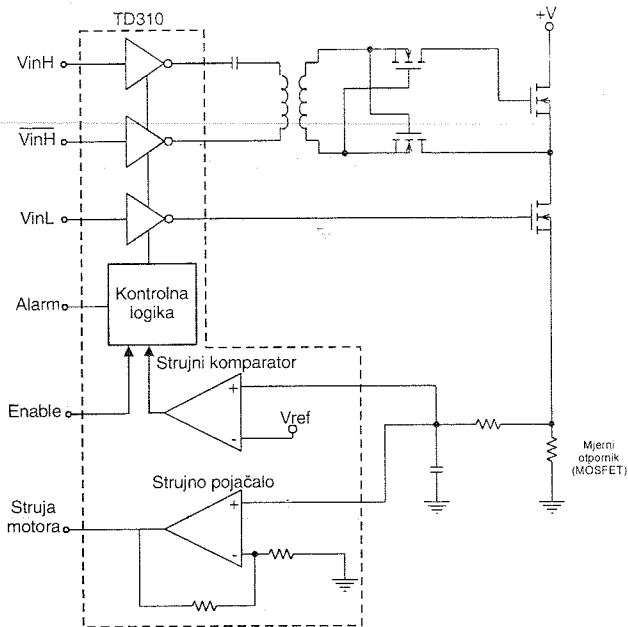 TD310
+V
VinH
VinH
VinL
Alarm
Kontrolna
logika
Strujni komparator
+
Enable
Vref
-
Mjerni
otpornik
(MOSFET)
Strujno pojačalo
Struja
motora
+
-